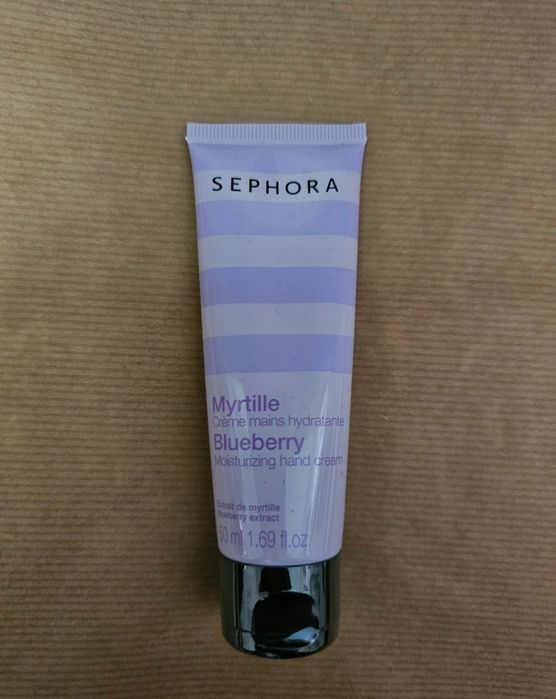 SEPHORA
Myrtille
Crème mains hydratante
Blueberry
Moisturizing hand cream
Extrait de myrtille
Blueberry extract
50 ml 1.69 fl.oz.